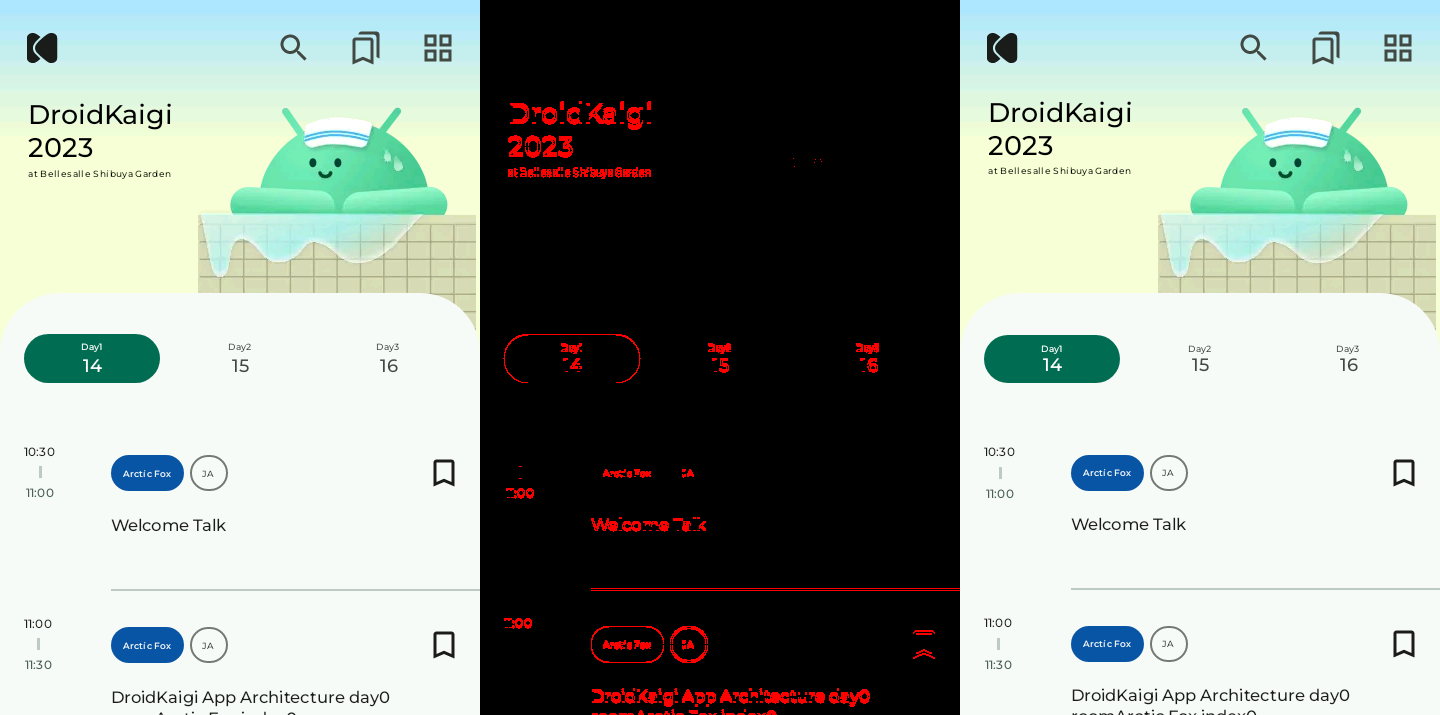 DroidKaigi
2023
at Bellesalle Shibuya Garden
Day1
14
Day2
15
Day3
16
10:30
11:00
Arctic Fox
JA
Welcome Talk
11:00
11:30
Arctic Fox
JA
DroidKaigi App Architecture day0
DroidKaigi
2023
at Bellesalle Shibuya Garden
Day1
14
Day2
15
Day3
16
11:00
Arctic Fox
JA
Welcome Talk
11:00
Arctic Fox
JA
DroidKaigi App Architecture day0
roomArctic Fox index0
DroidKaigi
2023
at Bellesalle Shibuya Garden
Day1
14
Day2
15
Day3
16
10:30
11:00
Arctic Fox
JA
Welcome Talk
11:00
11:30
Arctic Fox
JA
DroidKaigi App Architecture day0
roomArctic Fox index0